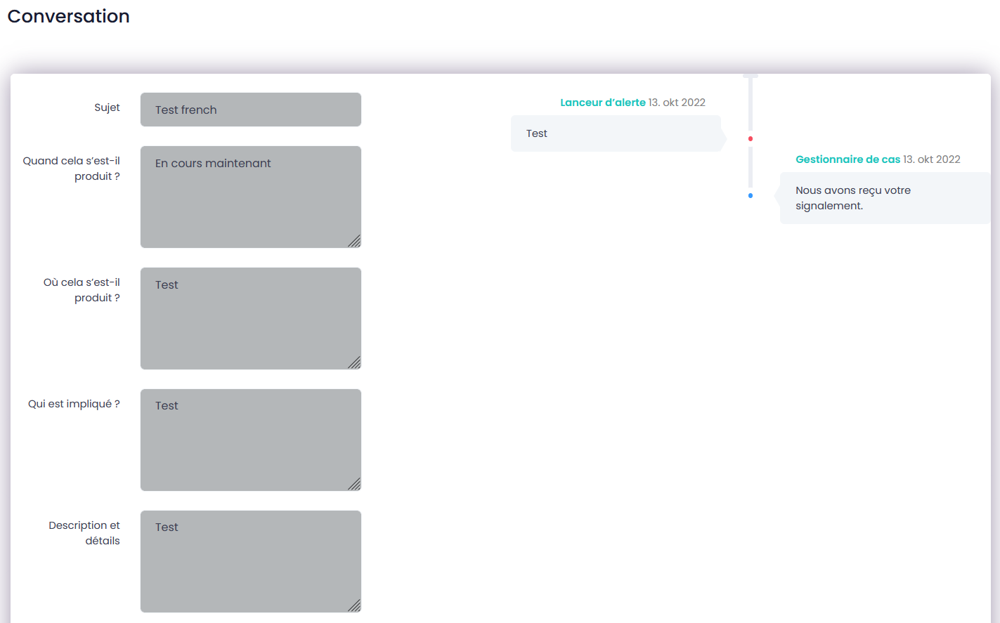 Conversation
Sujet
Test french
Quand cela s’est-il
produit ?
En cours maintenant
Où cela s’est-il
produit ?
Test
Qui est impliqué ?
Test
Description et
détails
Test
Lanceur d’alerte 13. okt 2022
Test
Gestionnaire de cas 13. okt 2022
Nous avons reçu votre
signalement.